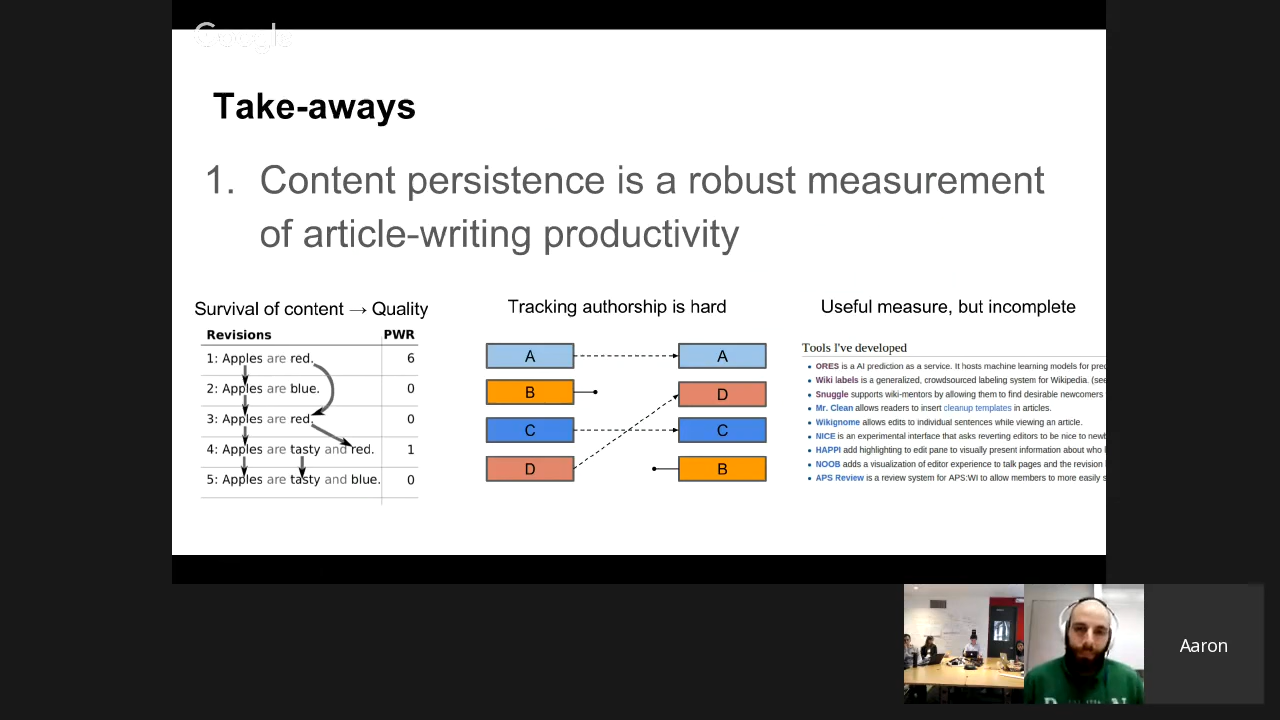 Google
Take-aways
1. Content persistence is a robust measurement
of article-writing productivity
Survival of content → Quality
Revisions PWR
1: Apples are red. 6
2: Apples are blue. 0
3: Apples are red. 0
4: Apples are tasty and red. 1
5: Apples are tasty and blue. 0
Tracking authorship is hard
A A
B D
C C
D B
Useful measure, but incomplete
Tools I've developed
ORES is a AI prediction as a service. It hosts machine learning models for pred
Wiki labels is a generalized, crowdsourced labeling system for Wikipedia. (see
Snuggle supports wiki-mentors by allowing them to find desirable newcomers
Mr. Clean allows readers to insert cleanup templates in articles.
Wikignome allows edits to individual sentences while viewing an article.
NICE is an experimental interface that asks reverting editors to be nice to newb
HAPPI add highlighting to edit pane to visually present information about who
NOOB adds a visualization of editor experience to talk pages and the revision
APS Review is a review system for APS:WI to allow members to more easily s
Aaron